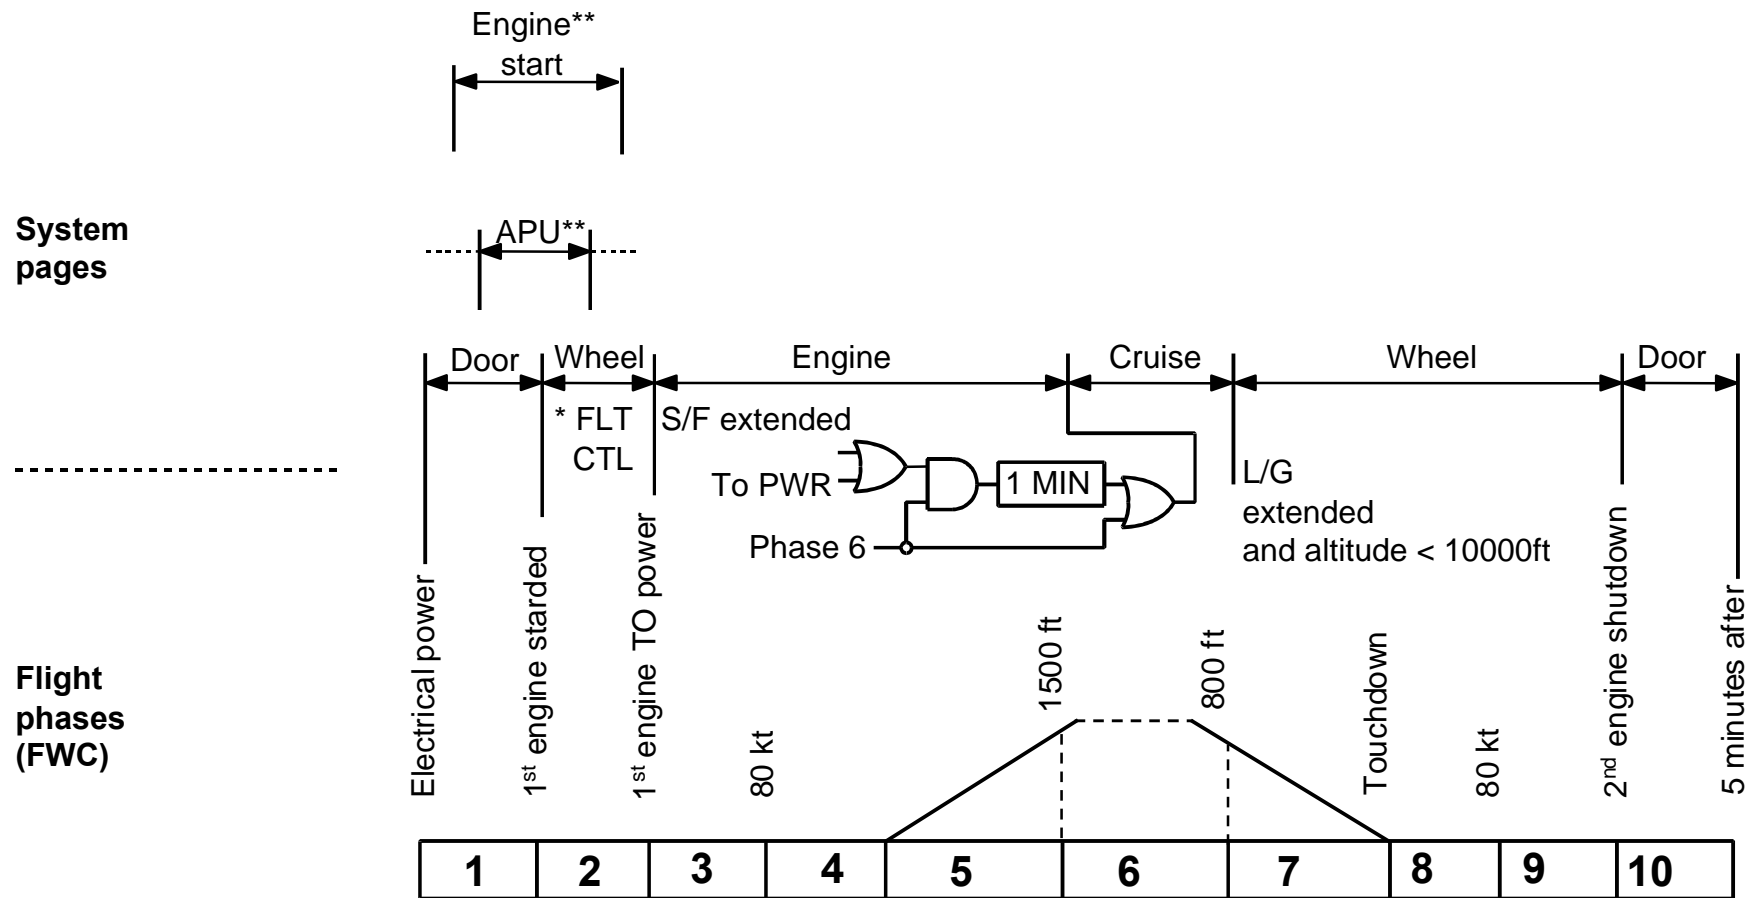 Engine**
start
System
pages
APU**
Door
Wheel
Engine
Cruise
Wheel
Door
* FLT
CTL
S/F extended
To PWR
1 MIN
Phase 6
L/G
extended
and altitude < 10000ft
Flight
phases
(FWC)
Electrical power
1st engine starded
1st engine TO power
80 kt
1500 ft
800 ft
Touchdown
80 kt
2nd engine shutdown
5 minutes after
1 2 3 4 5 6 7 8 9 10